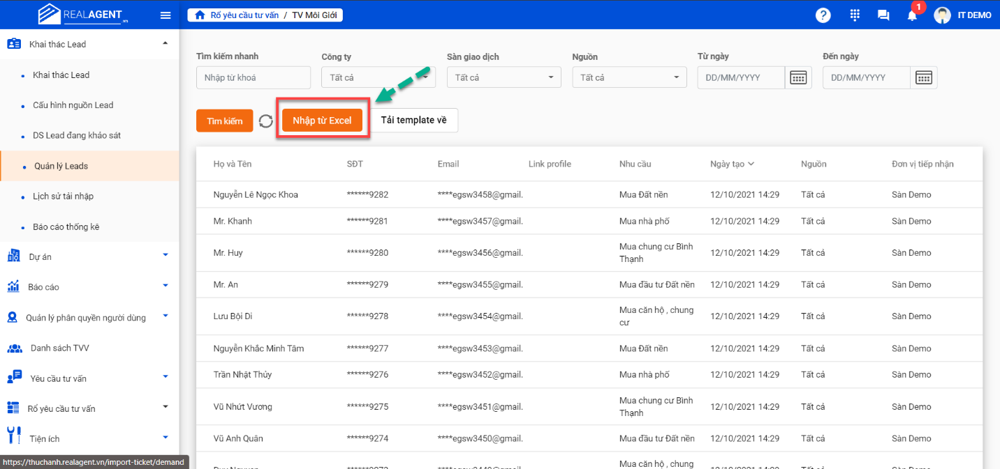 REALAGENT.vn
Rổ yêu cầu tư vấn / TV Môi Giới
?
1
IT DEMO
Khai thác Lead
Khai thác Lead
Cấu hình nguồn Lead
DS Lead đang khảo sát
Quản lý Leads
Lịch sử tải nhập
Báo cáo thống kê
Dự án
Báo cáo
Quản lý phân quyền người dùng
Danh sách TVV
Yêu cầu tư vấn
Rổ yêu cầu tư vấn
Tiện ích
https://thuchanh.realagent.vn/import-ticket/demand
Tìm kiếm nhanh Công ty Sàn giao dịch Nguồn Từ ngày Đến ngày
Nhập từ khoá Tất cả Tất cả Tất cả DD/MM/YYYY DD/MM/YYYY
Tìm kiếm Nhập từ Excel Tải template về
Họ và Tên SĐT Email Link profile Nhu cầu Ngày tạo Nguồn Đơn vị tiếp nhận
Nguyễn Lê Ngọc Khoa ******9282 ****egsw3458@gmail. Mua Đất nền 12/10/2021 14:29 Tất cả Sàn Demo
Mr. Khanh ******9281 ****egsw3457@gmail. Mua nhà phố 12/10/2021 14:29 Tất cả Sàn Demo
Mr. Huy ******9280 ****egsw3456@gmail. Mua chung cư Bình 12/10/2021 14:29 Tất cả Sàn Demo
Thạnh
Mr. An ******9279 ****egsw3455@gmail. Mua đầu tư Đất nền 12/10/2021 14:29 Tất cả Sàn Demo
Lưu Bội Di ******9278 ****egsw3454@gmail. Mua căn hộ , chung 12/10/2021 14:29 Tất cả Sàn Demo
cư
Nguyễn Khắc Minh Tâm ******9277 ****egsw3453@gmail. Mua Đất nền 12/10/2021 14:29 Tất cả Sàn Demo
Trần Nhật Thủy ******9276 ****egsw3452@gmail. Mua nhà phố 12/10/2021 14:29 Tất cả Sàn Demo
Vũ Nhứt Vương ******9275 ****egsw3451@gmail. Mua chung cư Bình 12/10/2021 14:29 Tất cả Sàn Demo
Thạnh
Vũ Anh Quân ******9274 ****egsw3450@gmail. Mua đầu tư Đất nền 12/10/2021 14:29 Tất cả Sàn Demo
Mua căn hộ , chung